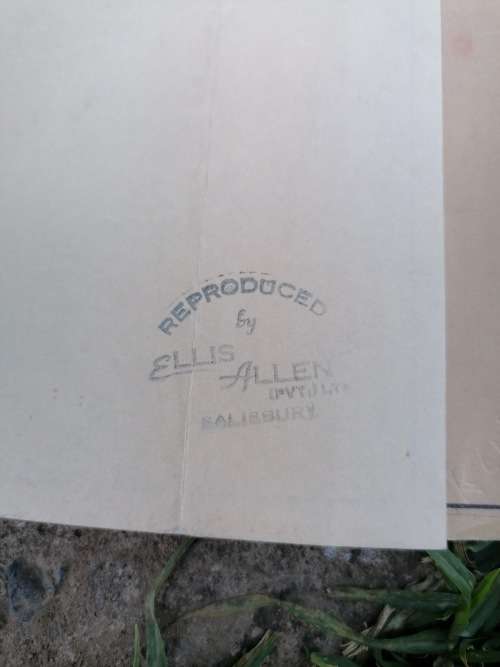 REPRODUCED
by
ELLIS
ALLEN
(PVT.) LTD.
SALISBURY.